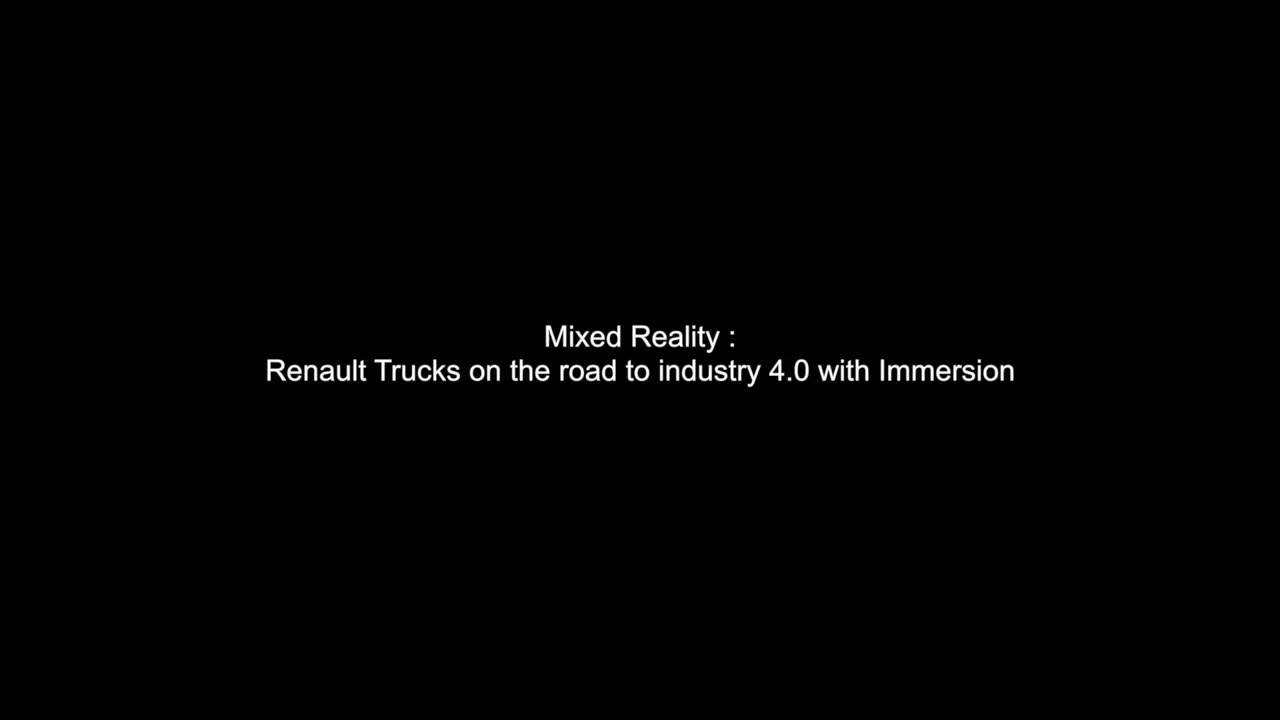 Mixed Reality :
Renault Trucks on the road to industry 4.0 with Immersion